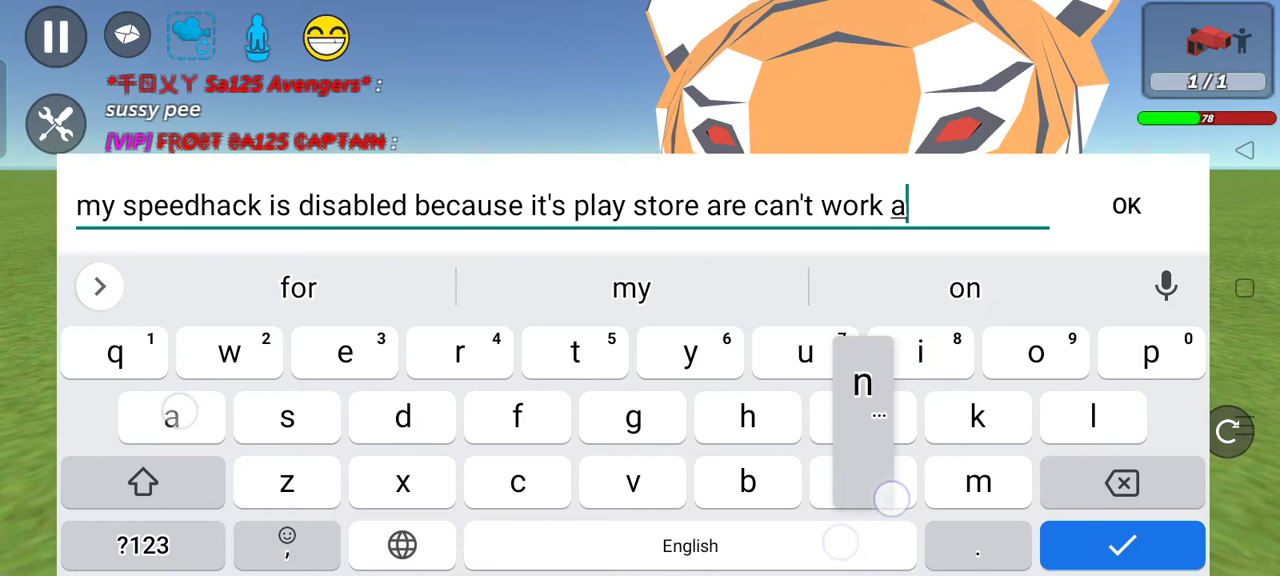 *千目乂丫 Sa125 Avengers* :
sussy pee
[VIP] FRØST SA125 CAPTAIN :
1/1
78
my speedhack is disabled because it's play store are can't work a
OK
for my on
q 1 w 2 e 3 r 4 t 5 y 6 u 7 i 8 o 9 p 0
a s d f g h k l
n
z x c v b m
?123 , English .